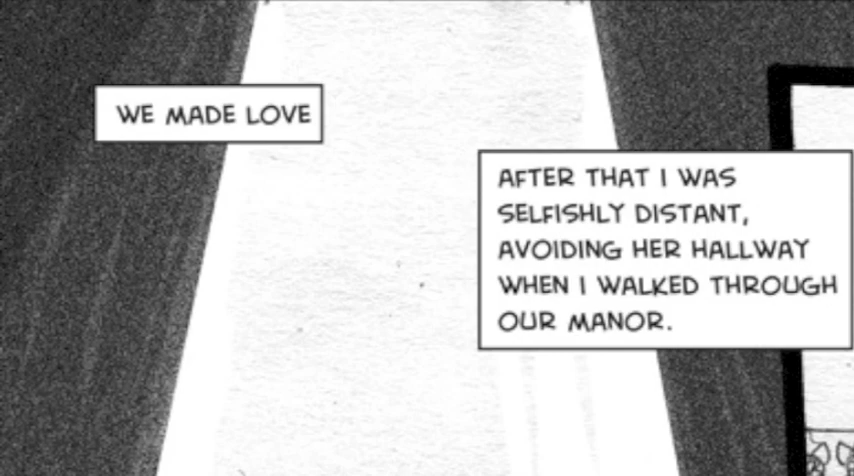 WE MADE LOVE
AFTER THAT I WAS
SELFISHLY DISTANT,
AVOIDING HER HALLWAY
WHEN I WALKED THROUGH
OUR MANOR.